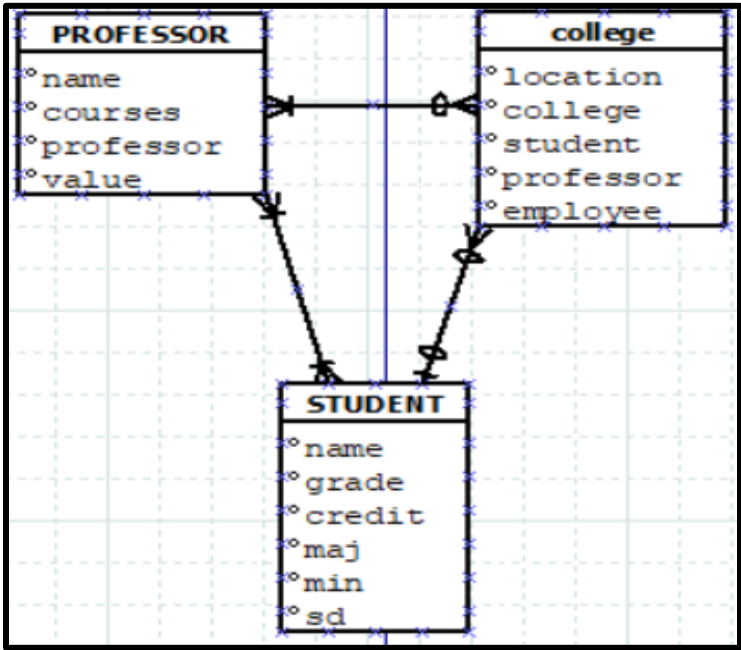 PROFESSOR
name
courses
professor
value
college
location
college
student
professor
employee
STUDENT
name
grade
credit
maj
min
sd